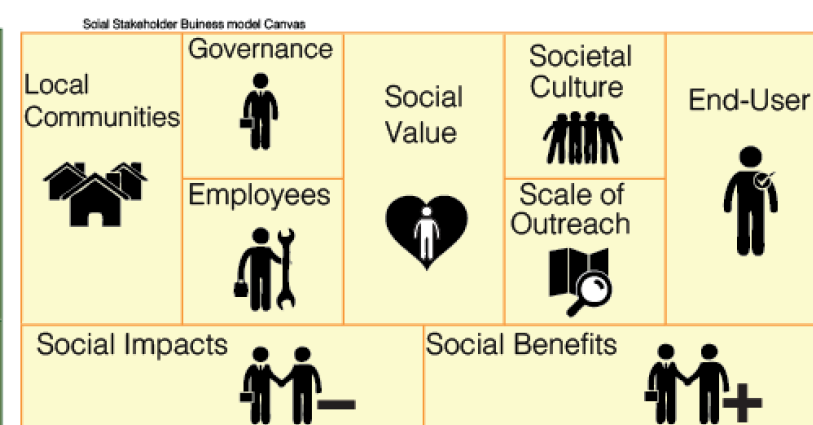 Soial Stakeholder Buiness model Canvas
Local
Communities
Governance
Employees
Social
Value
Societal
Culture
Scale of
Outreach
End-User
Social Impacts
Social Benefits